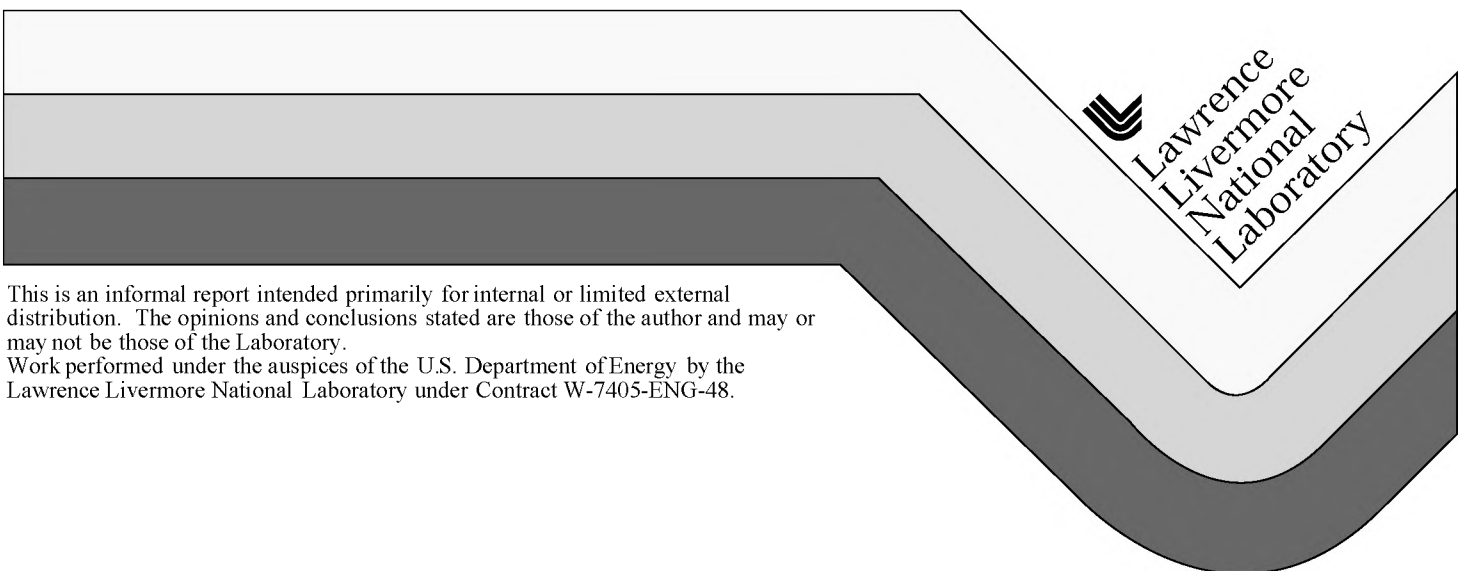 Lawrence
Livermore
National
Laboratory
This is an informal report intended primarily for internal or limited external
distribution. The opinions and conclusions stated are those of the author and may or
may not be those of the Laboratory.
Work performed under the auspices of the U.S. Department of Energy by the
Lawrence Livermore National Laboratory under Contract W-7405-ENG-48.